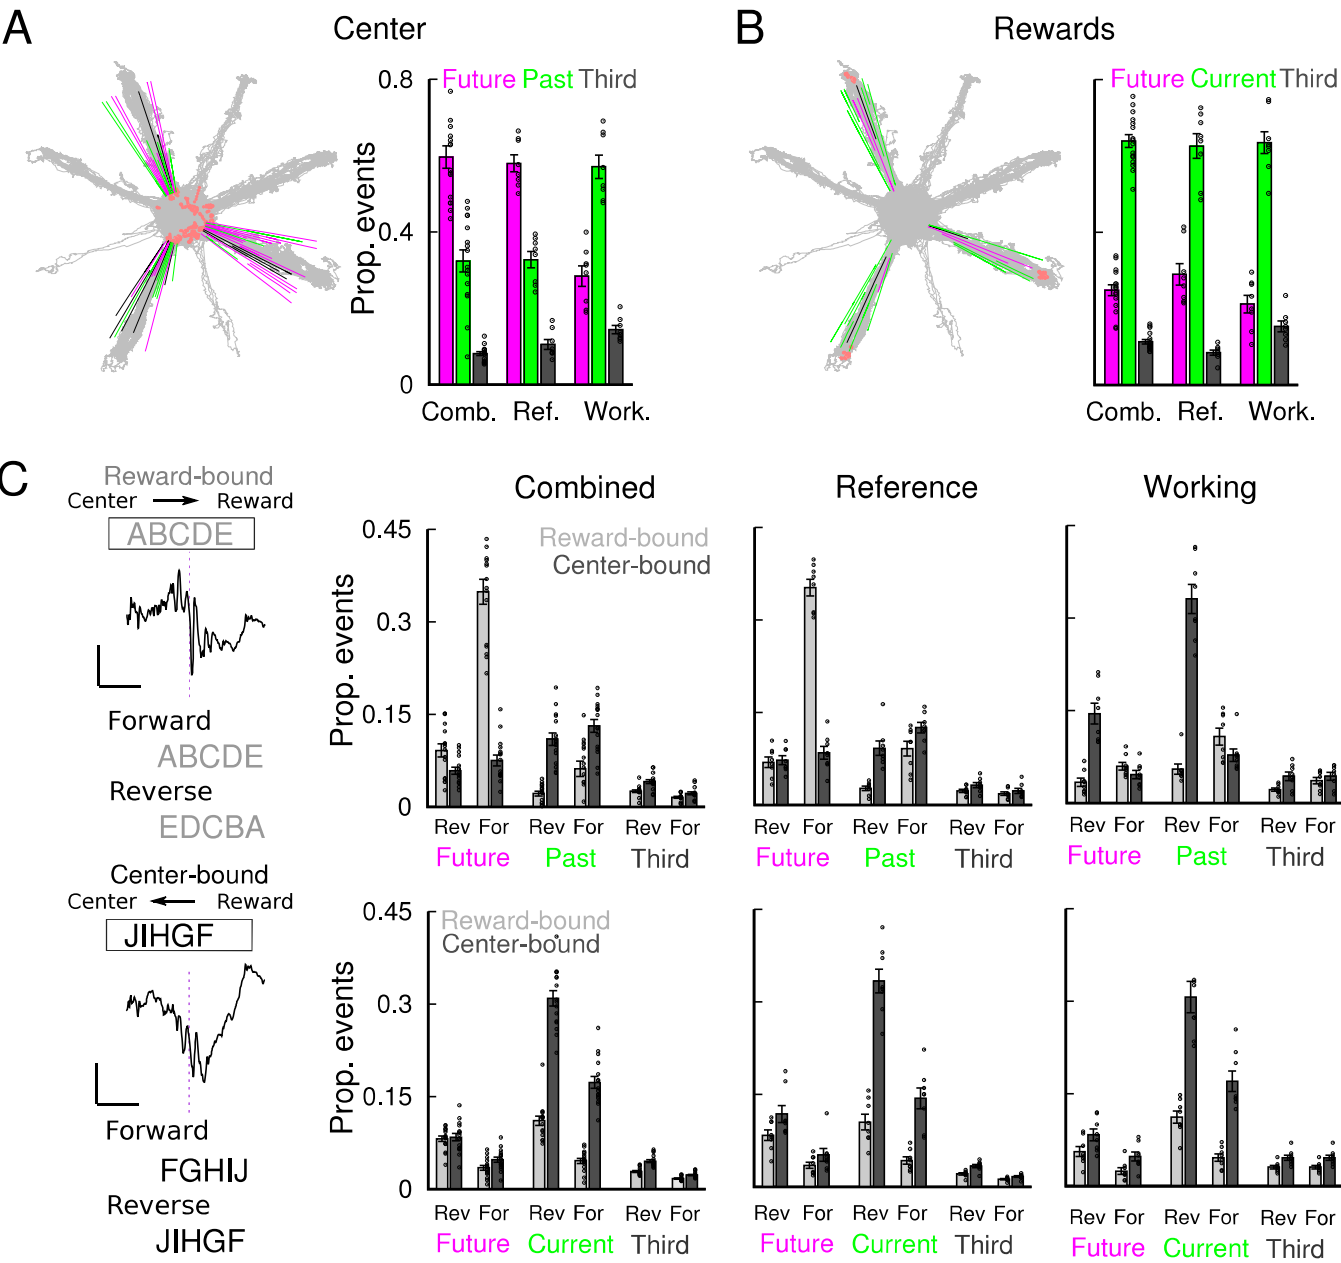 A
Center
B
Rewards
0.8
0.4
0
Prop. events
Future Past Third
Comb. Ref. Work.
Future Current Third
Comb. Ref. Work.
C
Reward-bound
Center Reward
ABCDE
Forward
ABCDE
Reverse
EDCBA
Center-bound
Center Reward
JIHGF
Forward
FGHIJ
Reverse
JIHGF
Combined
Reference
Working
0.45
0.3
0.15
0
Prop. events
Reward-bound
Center-bound
Rev For Rev For Rev For
Future Past Third
Rev For Rev For Rev For
Future Past Third
Rev For Rev For Rev For
Future Past Third
0.45
0.3
0.15
0
Prop. events
Reward-bound
Center-bound
Rev For Rev For Rev For
Future Current Third
Rev For Rev For Rev For
Future Current Third
Rev For Rev For Rev For
Future Current Third